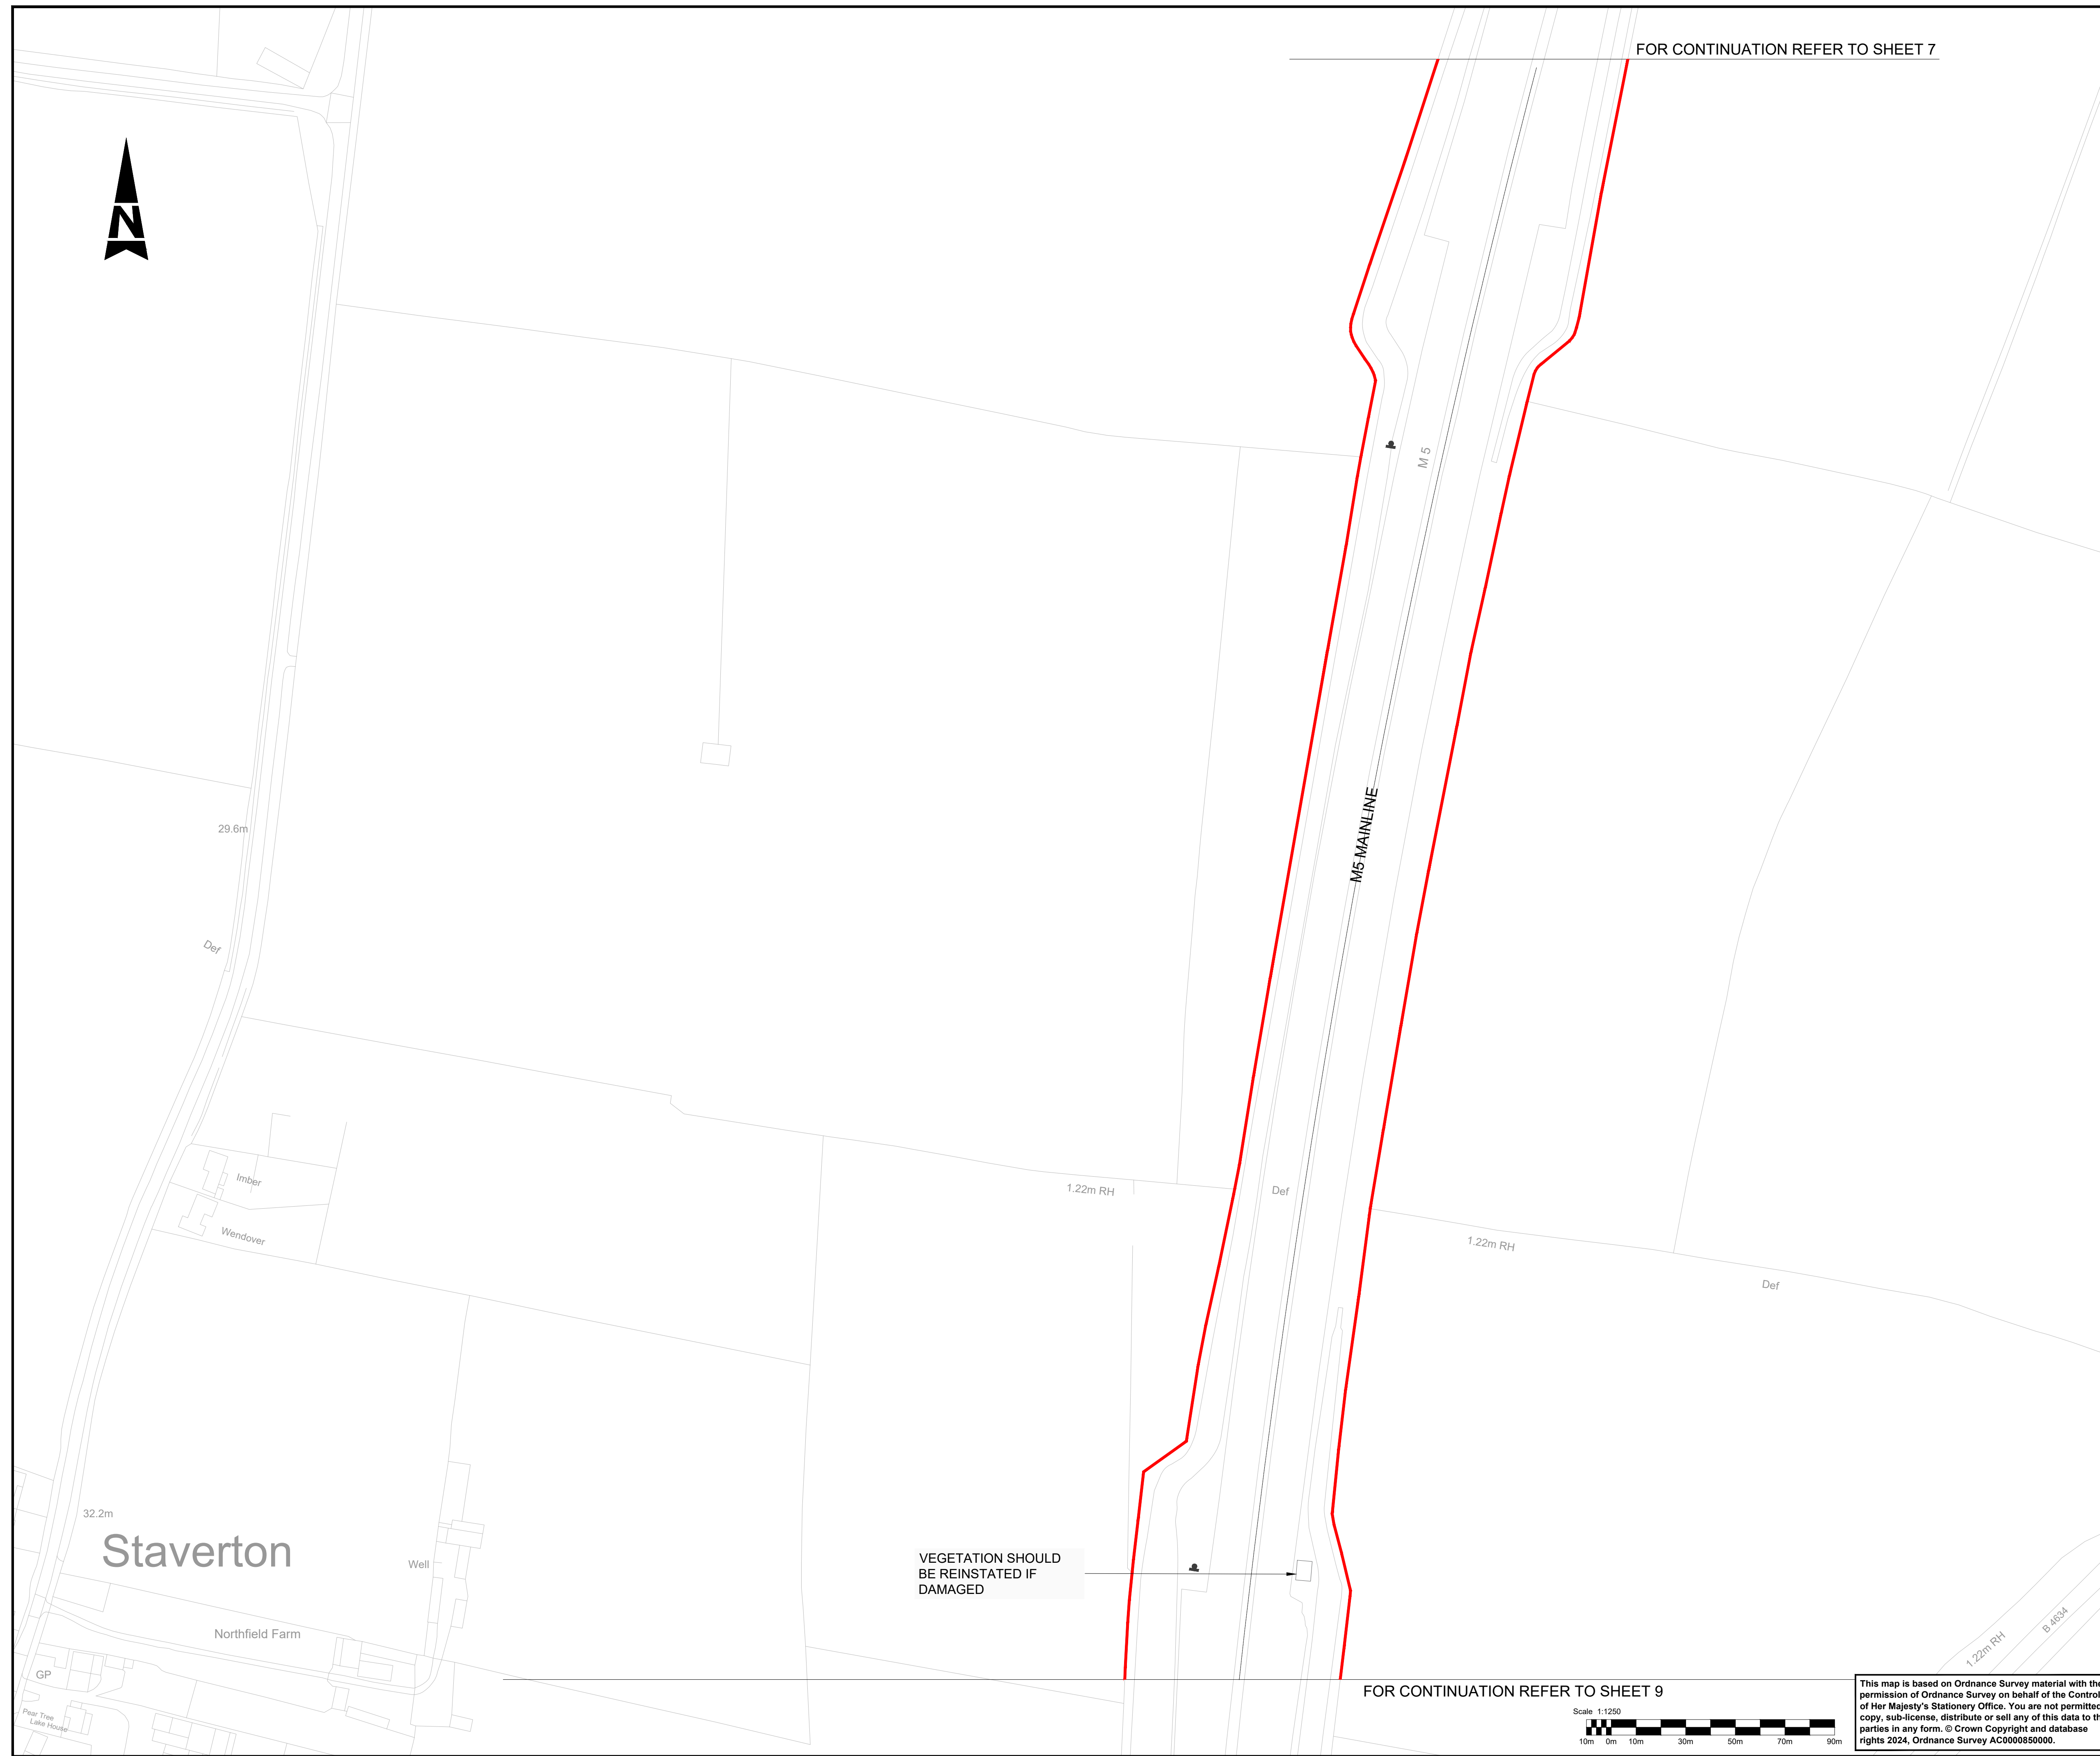 FOR CONTINUATION REFER TO SHEET 7
N
M 5
M5 MAINLINE
29.6m
Def
Imber
Wendover
1.22m RH
Def
1.22m RH
Def
32.2m
Staverton
Well
VEGETATION SHOULD
BE REINSTATED IF
DAMAGED
Northfield Farm
GP
Pear Tree
Lake House
B 4634
1.22m RH
FOR CONTINUATION REFER TO SHEET 9
Scale 1:1250
10m 0m 10m 30m 50m 70m 90m
This map is based on Ordnance Survey material with the
permission of Ordnance Survey on behalf of the Control
of Her Majesty's Stationery Office. You are not permitted
copy, sub-license, distribute or sell any of this data to th
parties in any form. © Crown Copyright and database
rights 2024, Ordnance Survey AC0000850000.